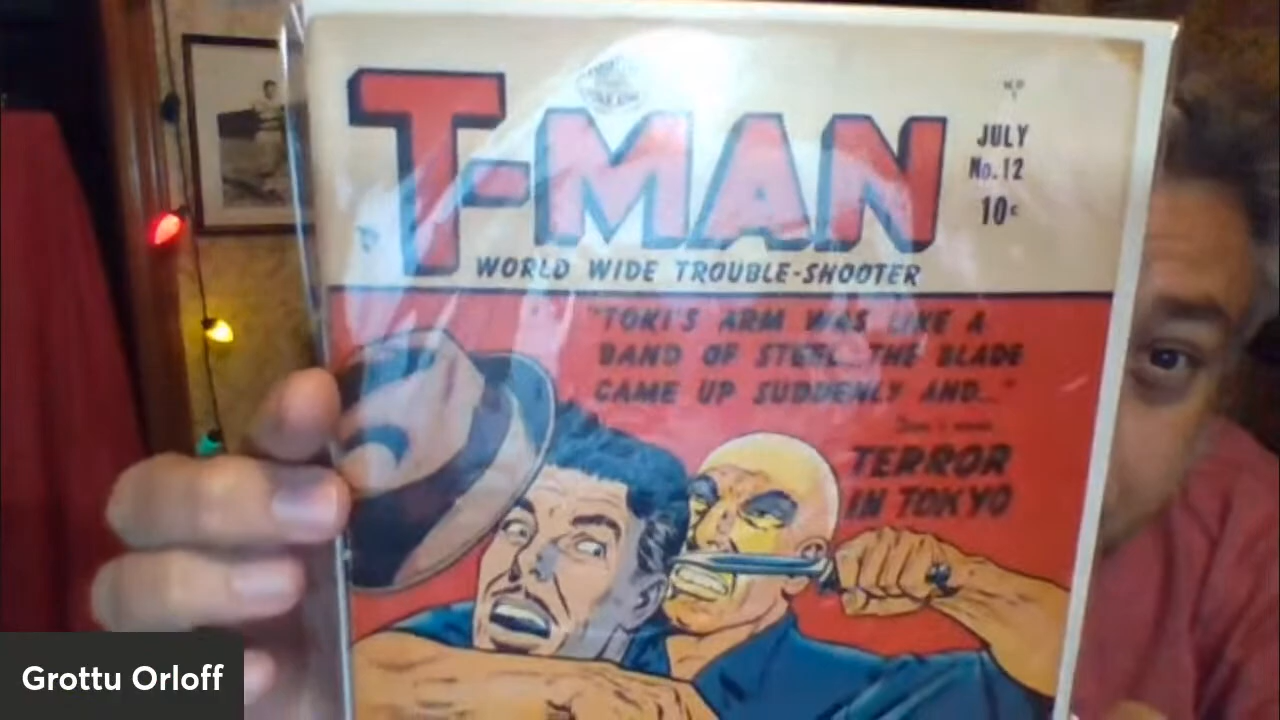 T-MAN
JULY
No.12
10¢
WORLD WIDE TROUBLE-SHOOTER
"TOKI'S ARM WAS LIKE A
BAND OF STEEL...THE BLADE
CAME UP SUDDENLY AND..."
TERROR
IN TOKYO
Grottu Orloff